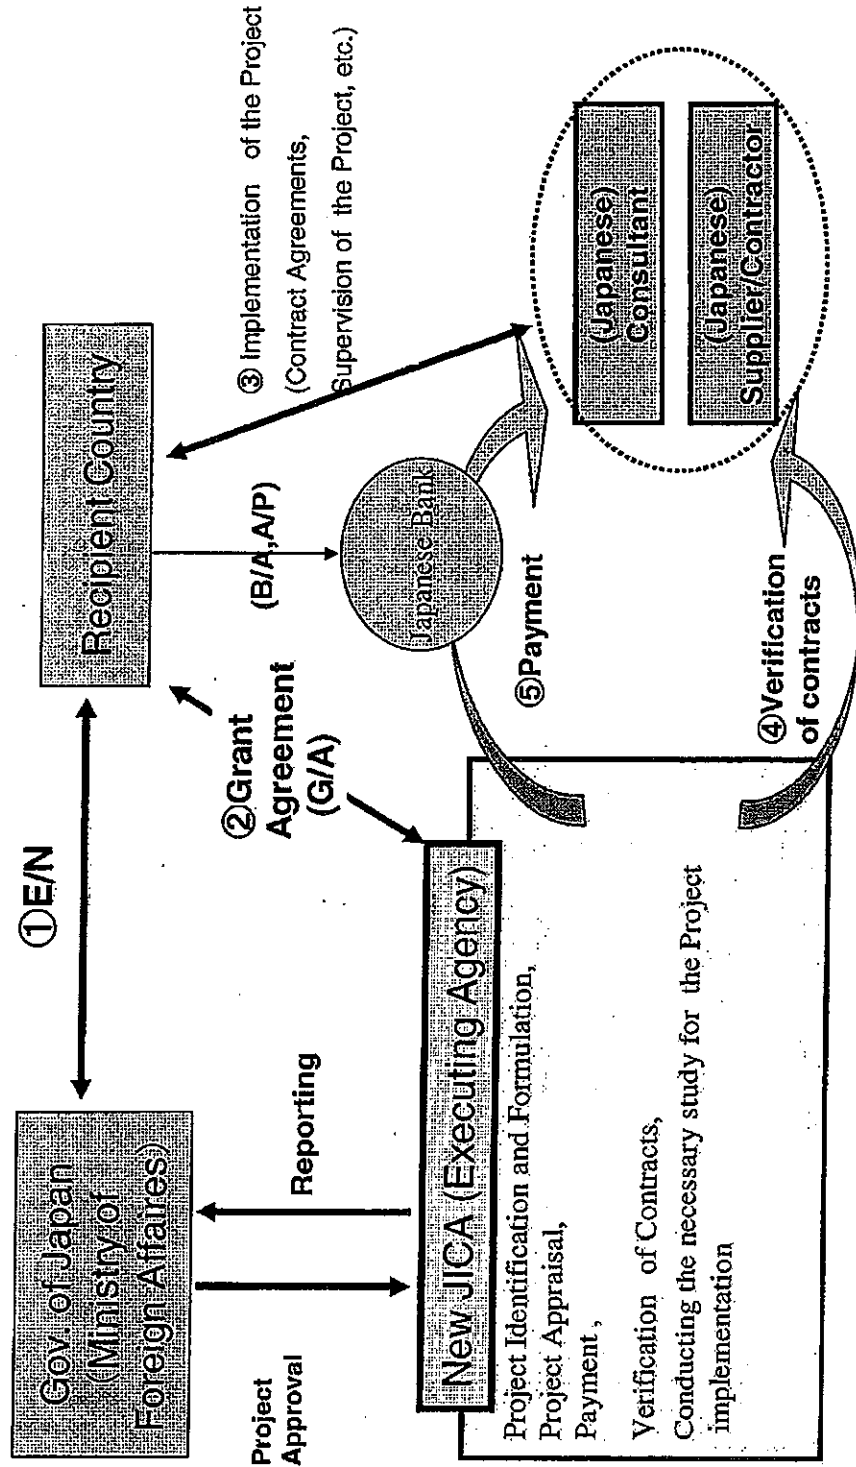 ①E/N
Gov. of Japan
(Ministry of
Foreign Affaires)
Recipient Country
Project
Approval
Reporting
②Grant
Agreement
(G/A)
(B/A,A/P)
③ Implementation of the Project
(Contract Agreements,
Supervision of the Project, etc.)
Japanese Bank
New JICA (Executing Agency)
Project Identification and Formulation,
Project Appraisal,
Payment ,
Verification of Contracts,
Conducting the necessary study for the Project
implementation
⑤Payment
④Verification
of contracts
(Japanese)
Consultant
(Japanese)
Supplier/Contractor